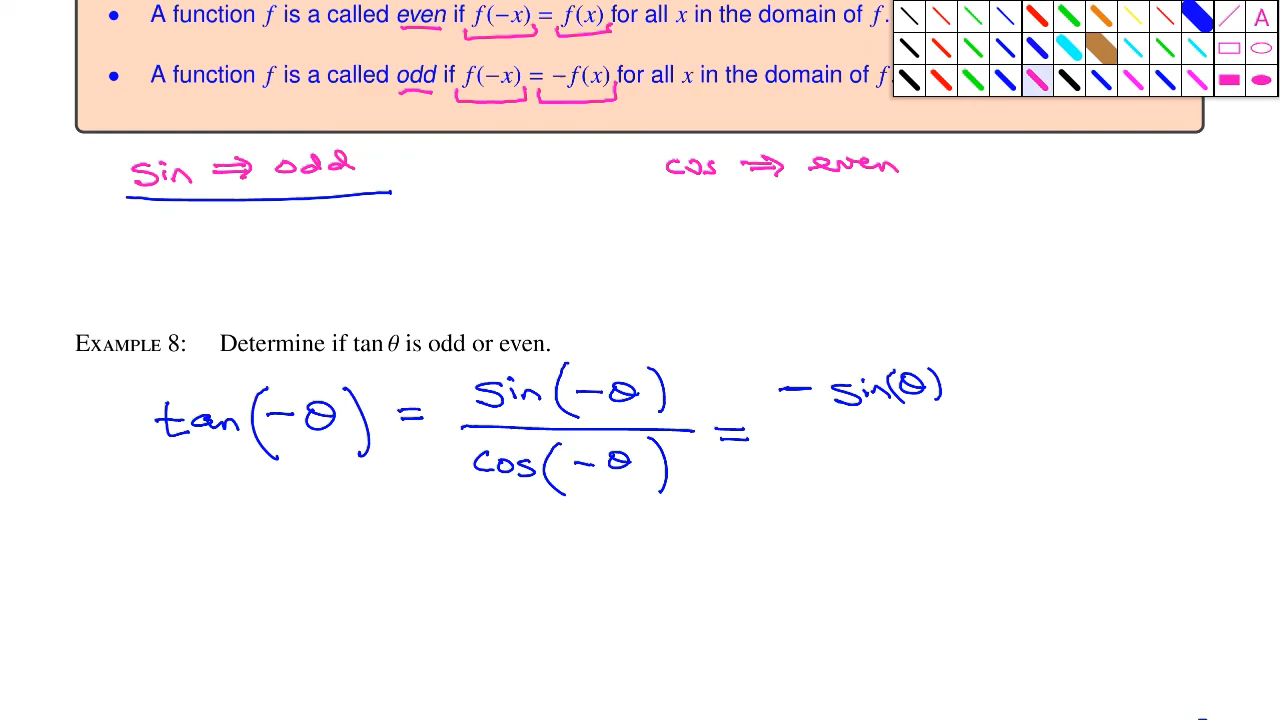 • A function f is a called even if f(−x) = f(x) for all x in the domain of f.
• A function f is a called odd if f(−x) = −f(x) for all x in the domain of f.
A
sin ⇒ odd
cos ⇒ even
EXAMPLE 8: Determine if tan θ is odd or even.
tan(−θ) = sin(−θ) / cos(−θ) = − sin(θ)